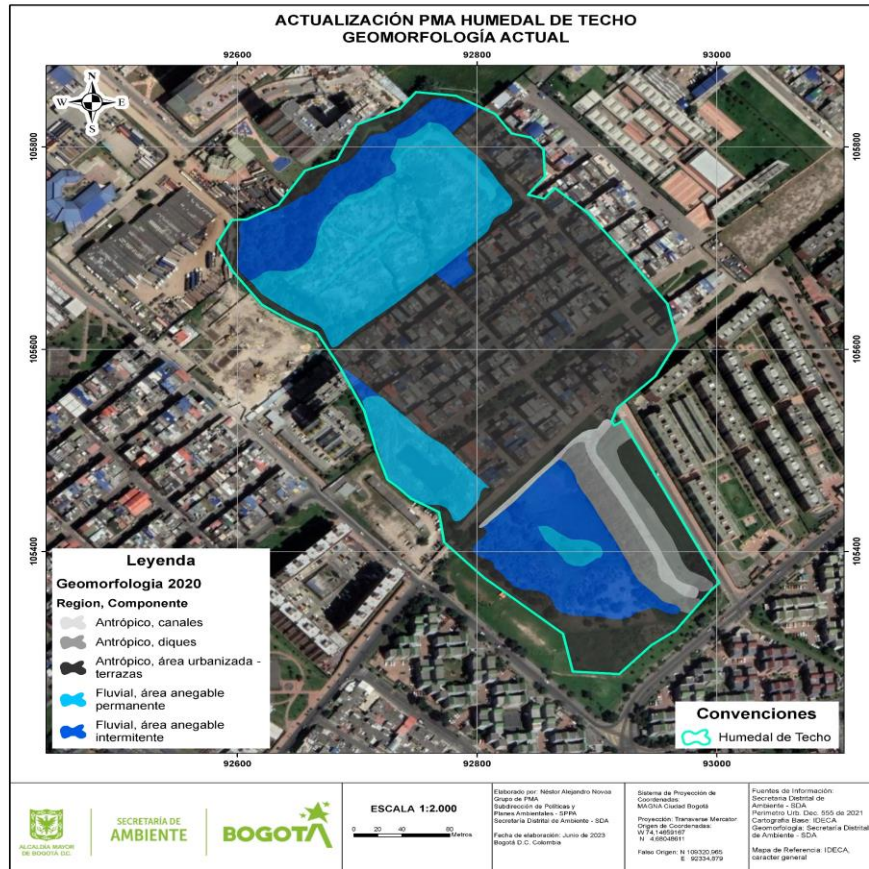 ACTUALIZACIÓN PMA HUMEDAL DE TECHO
GEOMORFOLOGÍA ACTUAL
92600
92800
93000
N
W
E
S
105800
105800
105600
105600
105400
105400
Leyenda
Geomorfologia 2020
Region, Componente
Antrópico, canales
Antrópico, diques
Antrópico, área urbanizada -
terrazas
Fluvial, área anegable
permanente
Fluvial, área anegable
intermitente
Convenciones
Humedal de Techo
92600
92800
93000
ALCALDÍA MAYOR
DE BOGOTÁ D.C.
SECRETARÍA DE
AMBIENTE
BOGOTÁ
ESCALA 1:2.000
0 20 40 80
Metros
Elaborado por: Néstor Alejandro Novoa
Grupo de PMA
Subdirección de Políticas y
Planes Ambientales - SPPA
Secretaría Distrital de Ambiente - SDA
Fecha de elaboración: Junio de 2023
Bogotá D.C. Colombia
Sistema de Proyección de
Coordenadas:
MAGNA Ciudad Bogotá
Proyección: Transverse Mercator
Origen de Coordenadas:
W 74,14659167
N 4,68048611
Falso Origen: N 109320,965
E 92334,879
Fuentes de Información:
Secretaria Distrital de
Ambiente - SDA
Perimetro Urb. Dec. 555 de 2021
Cartografia Base: IDECA
Geomorfología: Secretaría Distrital
de Ambiente - SDA
Mapa de Referencia: IDECA,
caracter general